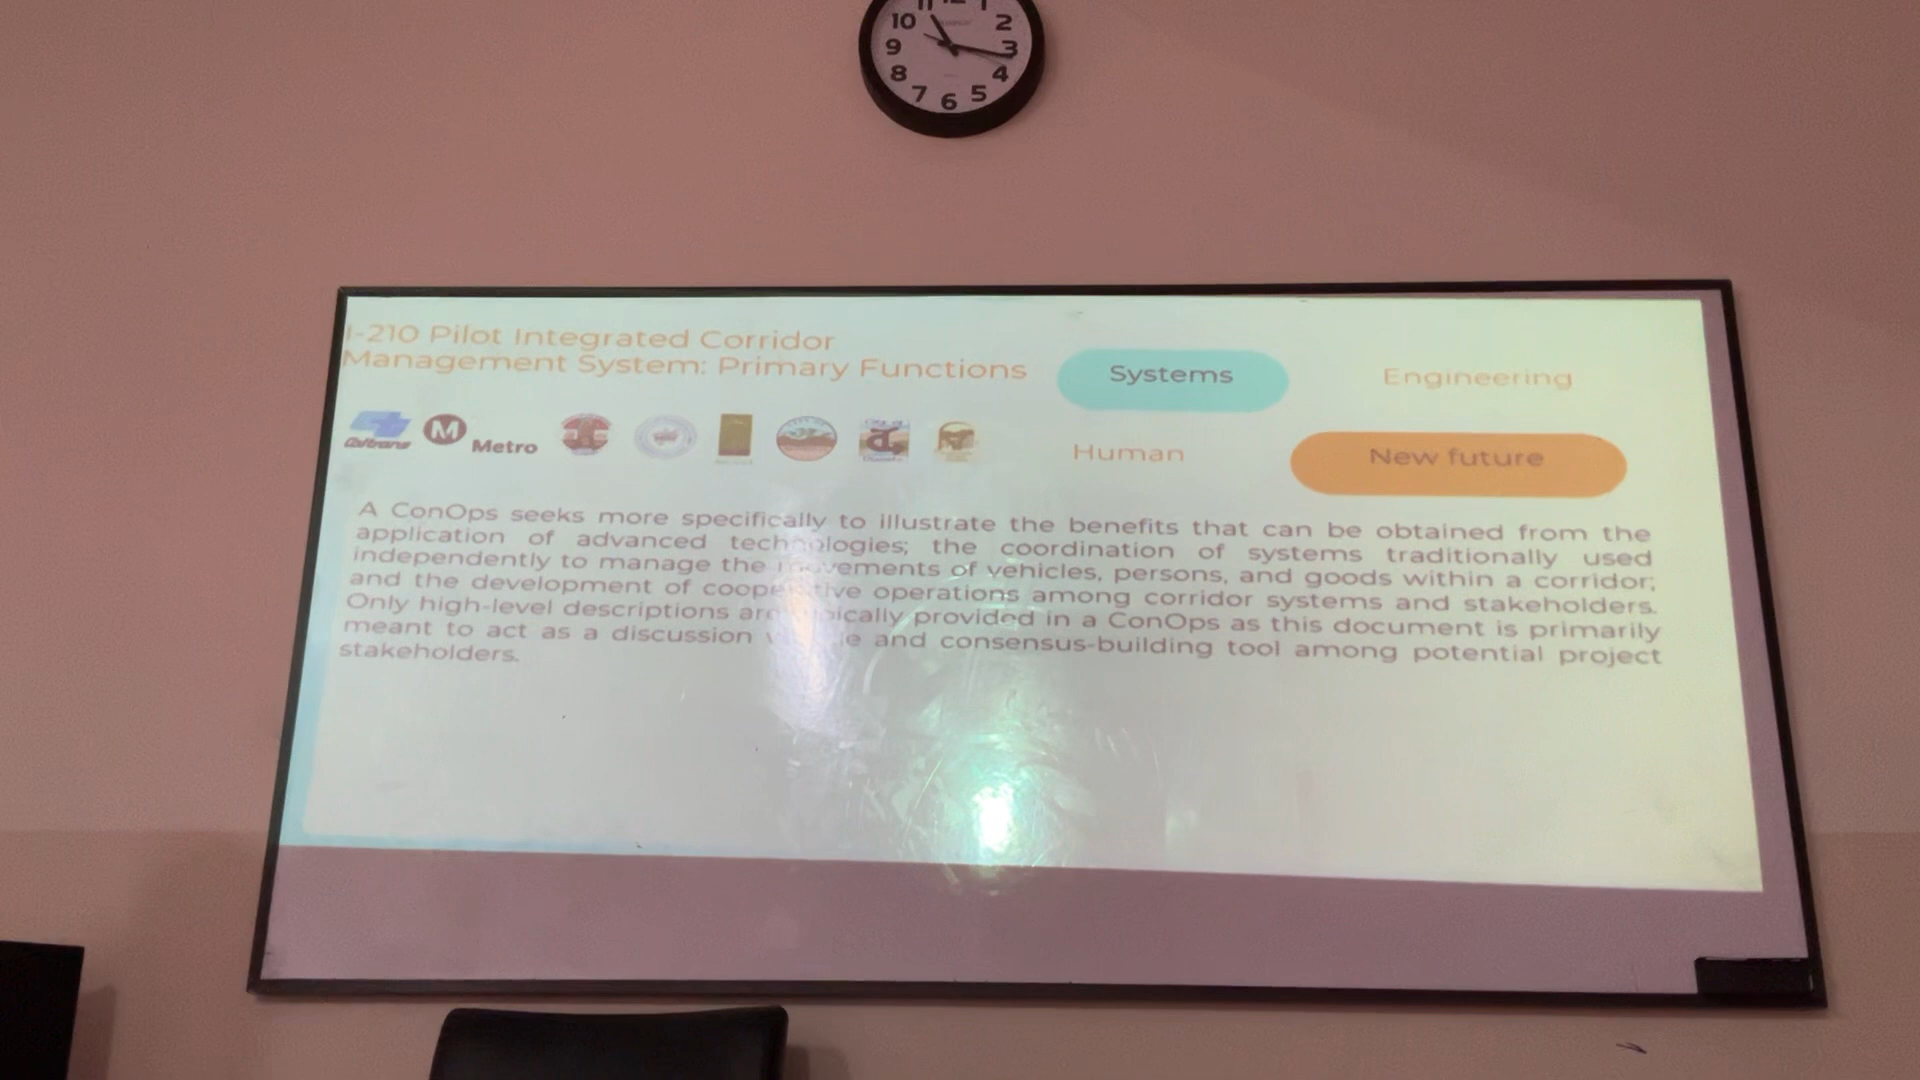 11 12 1
10 2
9 3
8 4
7 6 5
I-210 Pilot Integrated Corridor
Management System: Primary Functions
Systems
Engineering
Caltrans
M Metro
Human
New future
A ConOps seeks more specifically to illustrate the benefits that can be obtained from the
application of advanced technologies; the coordination of systems traditionally used
independently to manage the movements of vehicles, persons, and goods within a corridor;
and the development of cooperative operations among corridor systems and stakeholders.
Only high-level descriptions are typically provided in a ConOps as this document is primarily
meant to act as a discussion and consensus-building tool among potential project
stakeholders.